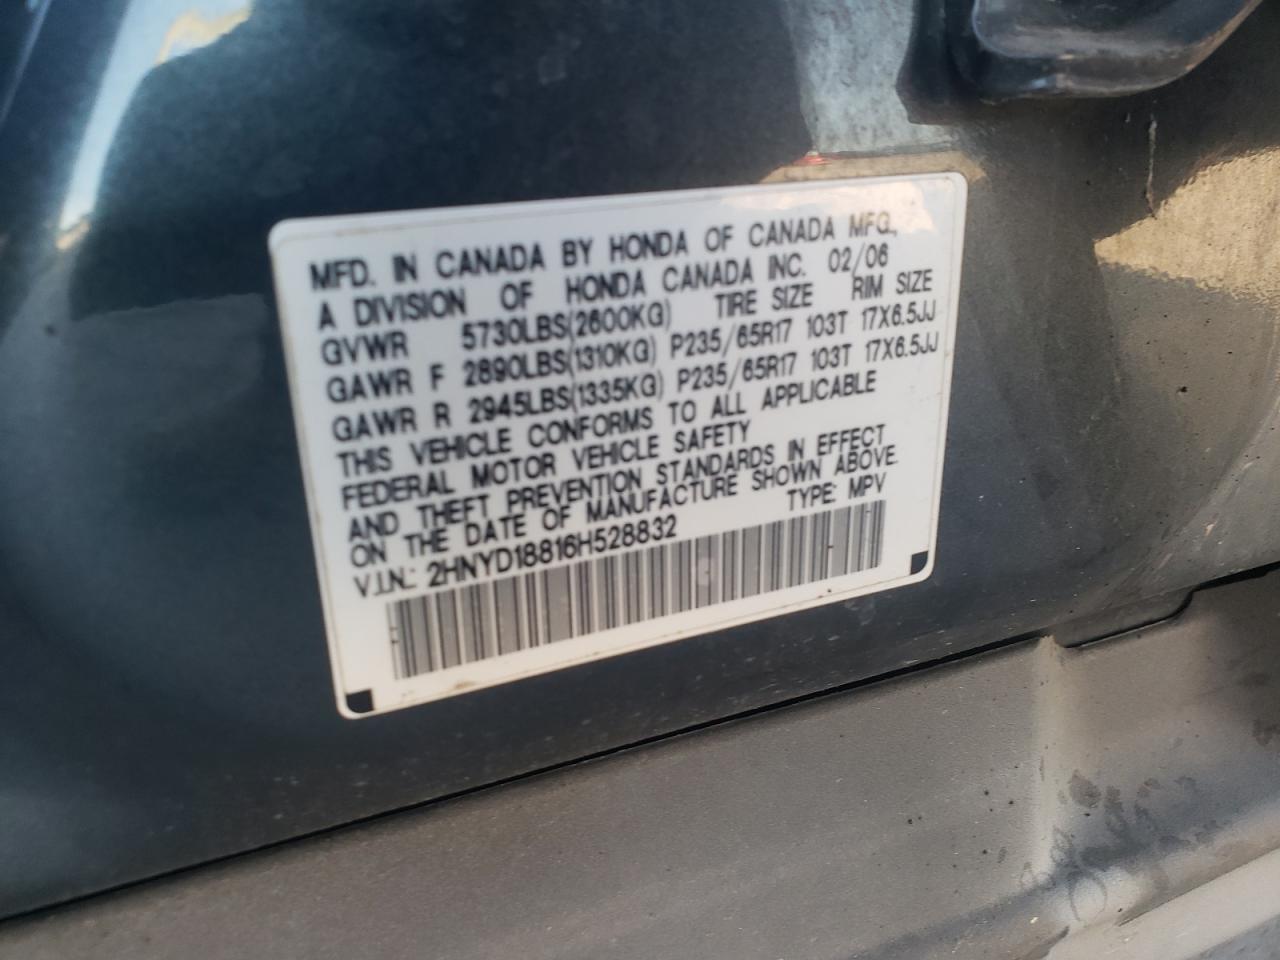 MFD. IN CANADA BY HONDA OF CANADA MFG.,
A DIVISION OF HONDA CANADA INC. 02/06
GVWR 5730LBS(2600KG) TIRE SIZE RIM SIZE
GAWR F 2890LBS(1310KG) P235/65R17 103T 17X6.5JJ
GAWR R 2945LBS(1335KG) P235/65R17 103T 17X6.5JJ
THIS VEHICLE CONFORMS TO ALL APPLICABLE
FEDERAL MOTOR VEHICLE SAFETY
AND THEFT PREVENTION STANDARDS IN EFFECT
ON THE DATE OF MANUFACTURE SHOWN ABOVE.
V.I.N.: 2HNYD18816H528832 TYPE: MPV